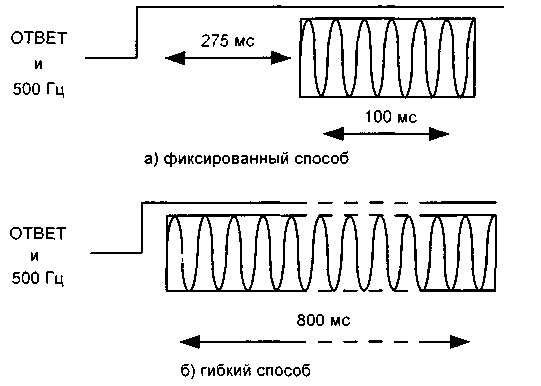 ОТВЕТ
и
500 Гц
275 мс
100 мс
а) фиксированный способ
ОТВЕТ
и
500 Гц
800 мс
б) гибкий способ